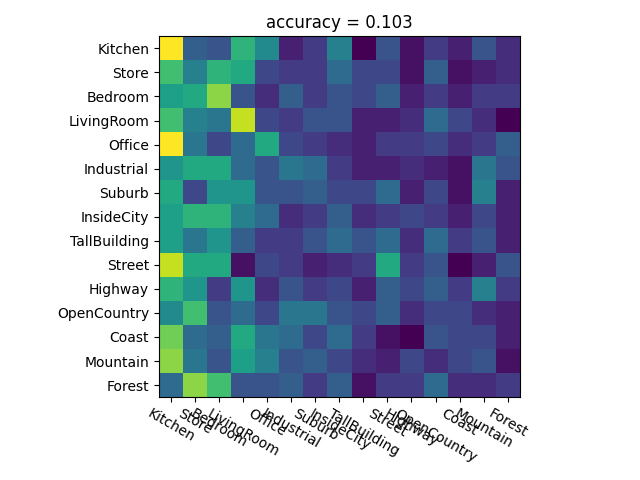 accuracy = 0.103
Kitchen
Store
Bedroom
LivingRoom
Office
Industrial
Suburb
InsideCity
TallBuilding
Street
Highway
OpenCountry
Coast
Mountain
Forest
Kitchen
Store
Bedroom
LivingRoom
Office
Industrial
Suburb
InsideCity
TallBuilding
Street
Highway
OpenCountry
Coast
Mountain
Forest